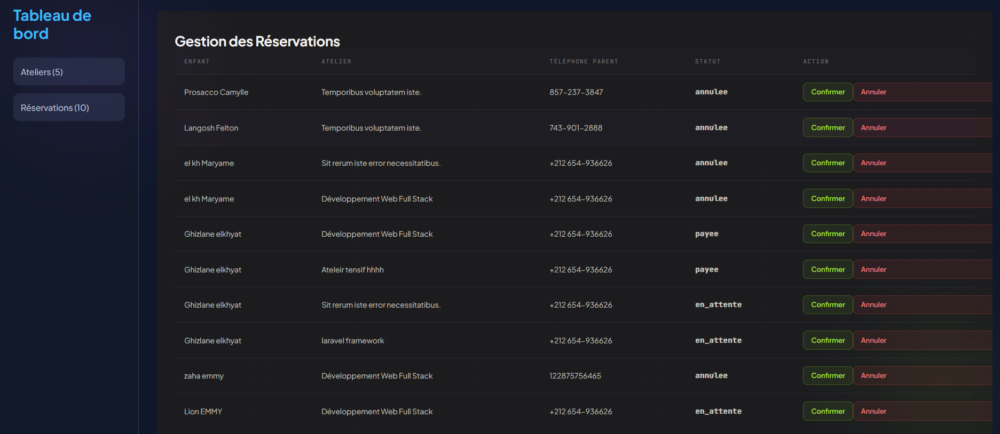 Tableau de
bord
Ateliers (5)
Réservations (10)
Gestion des Réservations
ENFANT ATELIER TÉLÉPHONE PARENT STATUT ACTION
Prosacco Camylle Temporibus voluptatem iste. 857-237-3847 annulee Confirmer Annuler
Langosh Felton Temporibus voluptatem iste. 743-901-2888 annulee Confirmer Annuler
el kh Maryame Sit rerum iste error necessitatibus. +212 654-936626 annulee Confirmer Annuler
el kh Maryame Développement Web Full Stack +212 654-936626 annulee Confirmer Annuler
Ghizlane elkhyat Développement Web Full Stack +212 654-936626 payee Confirmer Annuler
Ghizlane elkhyat Ateleir tensif hhhh +212 654-936626 payee Confirmer Annuler
Ghizlane elkhyat Sit rerum iste error necessitatibus. +212 654-936626 en_attente Confirmer Annuler
Ghizlane elkhyat laravel framework +212 654-936626 en_attente Confirmer Annuler
zaha emmy Développement Web Full Stack 122875756465 annulee Confirmer Annuler
Lion EMMY Développement Web Full Stack +212 654-936626 en_attente Confirmer Annuler